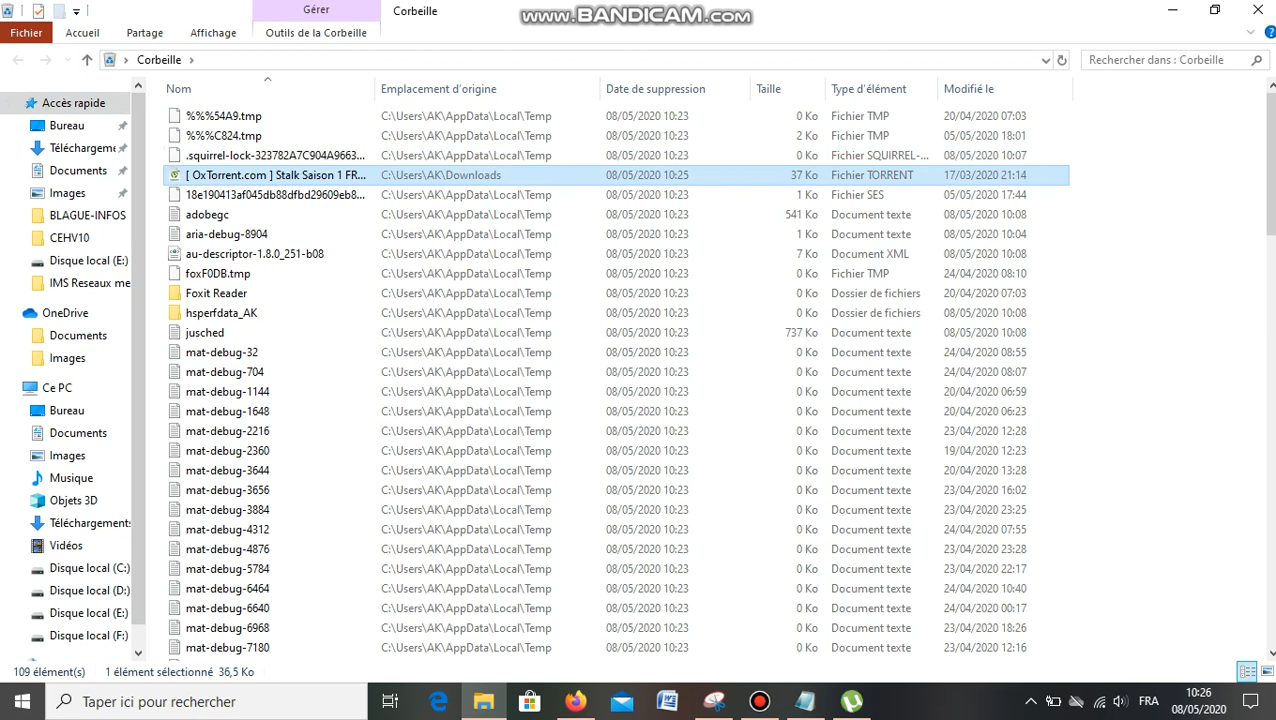 Gérer
Corbeille
www.BANDICAM.com
Fichier Accueil Partage Affichage Outils de la Corbeille
Corbeille
Rechercher dans : Corbeille
Nom Emplacement d'origine Date de suppression Taille Type d'élément Modifié le
Accès rapide
Bureau
Téléchargeme
Documents
Images
BLAGUE-INFOS
CEHV10
Disque local (E:)
IMS Reseaux me
OneDrive
Documents
Images
Ce PC
Bureau
Documents
Images
Musique
Objets 3D
Téléchargements
Vidéos
Disque local (C:)
Disque local (D:)
Disque local (E:)
Disque local (F:)
%%%54A9.tmp C:\Users\AK\AppData\Local\Temp 08/05/2020 10:23 0 Ko Fichier TMP 20/04/2020 07:03
%%%C824.tmp C:\Users\AK\AppData\Local\Temp 08/05/2020 10:23 2 Ko Fichier TMP 05/05/2020 18:01
.squirrel-lock-323782A7C904A9663... C:\Users\AK\AppData\Local\Temp 08/05/2020 10:23 0 Ko Fichier SQUIRREL-... 08/05/2020 10:07
[ OxTorrent.com ] Stalk Saison 1 FR... C:\Users\AK\Downloads 08/05/2020 10:25 37 Ko Fichier TORRENT 17/03/2020 21:14
18e190413af045db88dfbd29609eb8... C:\Users\AK\AppData\Local\Temp 08/05/2020 10:23 1 Ko Fichier SES 05/05/2020 17:44
adobegc C:\Users\AK\AppData\Local\Temp 08/05/2020 10:23 541 Ko Document texte 08/05/2020 10:08
aria-debug-8904 C:\Users\AK\AppData\Local\Temp 08/05/2020 10:23 1 Ko Document texte 08/05/2020 10:04
au-descriptor-1.8.0_251-b08 C:\Users\AK\AppData\Local\Temp 08/05/2020 10:23 7 Ko Document XML 08/05/2020 10:08
foxF0DB.tmp C:\Users\AK\AppData\Local\Temp 08/05/2020 10:23 0 Ko Fichier TMP 24/04/2020 08:10
Foxit Reader C:\Users\AK\AppData\Local\Temp 08/05/2020 10:23 0 Ko Dossier de fichiers 20/04/2020 07:03
hsperfdata_AK C:\Users\AK\AppData\Local\Temp 08/05/2020 10:23 0 Ko Dossier de fichiers 08/05/2020 10:08
jusched C:\Users\AK\AppData\Local\Temp 08/05/2020 10:23 737 Ko Document texte 08/05/2020 10:08
mat-debug-32 C:\Users\AK\AppData\Local\Temp 08/05/2020 10:23 0 Ko Document texte 24/04/2020 08:55
mat-debug-704 C:\Users\AK\AppData\Local\Temp 08/05/2020 10:23 0 Ko Document texte 24/04/2020 08:07
mat-debug-1144 C:\Users\AK\AppData\Local\Temp 08/05/2020 10:23 0 Ko Document texte 20/04/2020 06:59
mat-debug-1648 C:\Users\AK\AppData\Local\Temp 08/05/2020 10:23 0 Ko Document texte 20/04/2020 06:23
mat-debug-2216 C:\Users\AK\AppData\Local\Temp 08/05/2020 10:23 0 Ko Document texte 23/04/2020 12:28
mat-debug-2360 C:\Users\AK\AppData\Local\Temp 08/05/2020 10:23 0 Ko Document texte 19/04/2020 12:23
mat-debug-3644 C:\Users\AK\AppData\Local\Temp 08/05/2020 10:23 0 Ko Document texte 20/04/2020 13:28
mat-debug-3656 C:\Users\AK\AppData\Local\Temp 08/05/2020 10:23 0 Ko Document texte 23/04/2020 16:02
mat-debug-3884 C:\Users\AK\AppData\Local\Temp 08/05/2020 10:23 0 Ko Document texte 23/04/2020 23:25
mat-debug-4312 C:\Users\AK\AppData\Local\Temp 08/05/2020 10:23 0 Ko Document texte 24/04/2020 07:55
mat-debug-4876 C:\Users\AK\AppData\Local\Temp 08/05/2020 10:23 0 Ko Document texte 23/04/2020 23:28
mat-debug-5784 C:\Users\AK\AppData\Local\Temp 08/05/2020 10:23 0 Ko Document texte 23/04/2020 22:17
mat-debug-6464 C:\Users\AK\AppData\Local\Temp 08/05/2020 10:23 0 Ko Document texte 24/04/2020 10:40
mat-debug-6640 C:\Users\AK\AppData\Local\Temp 08/05/2020 10:23 0 Ko Document texte 24/04/2020 00:17
mat-debug-6968 C:\Users\AK\AppData\Local\Temp 08/05/2020 10:23 0 Ko Document texte 23/04/2020 18:26
mat-debug-7180 C:\Users\AK\AppData\Local\Temp 08/05/2020 10:23 0 Ko Document texte 23/04/2020 12:16
109 élément(s) 1 élément sélectionné 36,5 Ko
Taper ici pour rechercher
FRA
10:26
08/05/2020